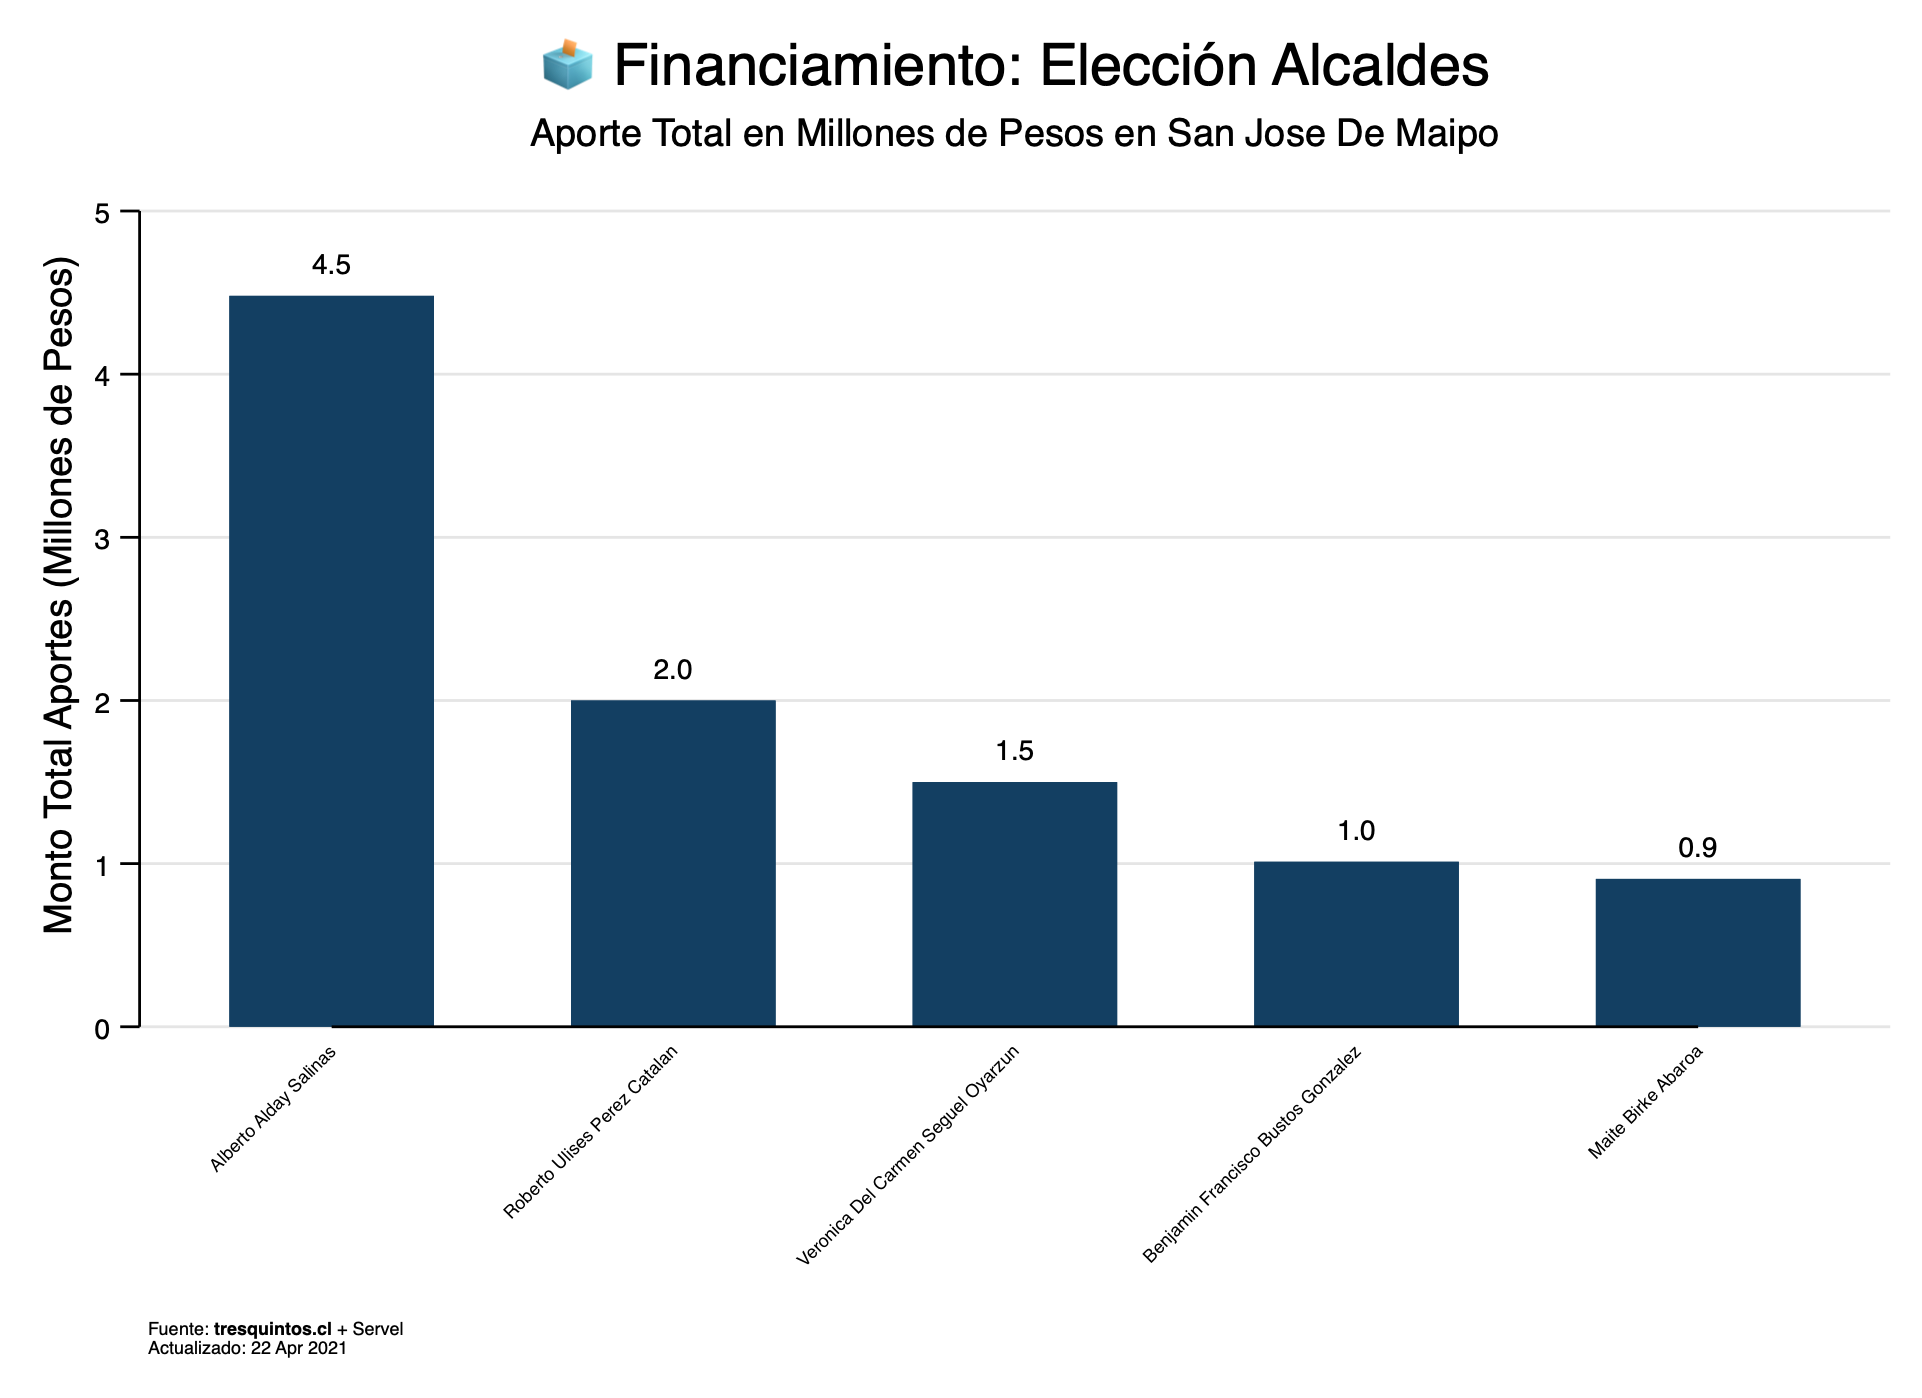 Financiamiento: Elección Alcaldes
Aporte Total en Millones de Pesos en San Jose De Maipo
Monto Total Aportes (Millones de Pesos)
5
4
3
2
1
0
4.5
2.0
1.5
1.0
0.9
Alberto Alday Salinas
Roberto Ulises Perez Catalan
Veronica Del Carmen Seguel Oyarzun
Benjamin Francisco Bustos Gonzalez
Maite Birke Abaroa
Fuente: tresquintos.cl + Servel
Actualizado: 22 Apr 2021